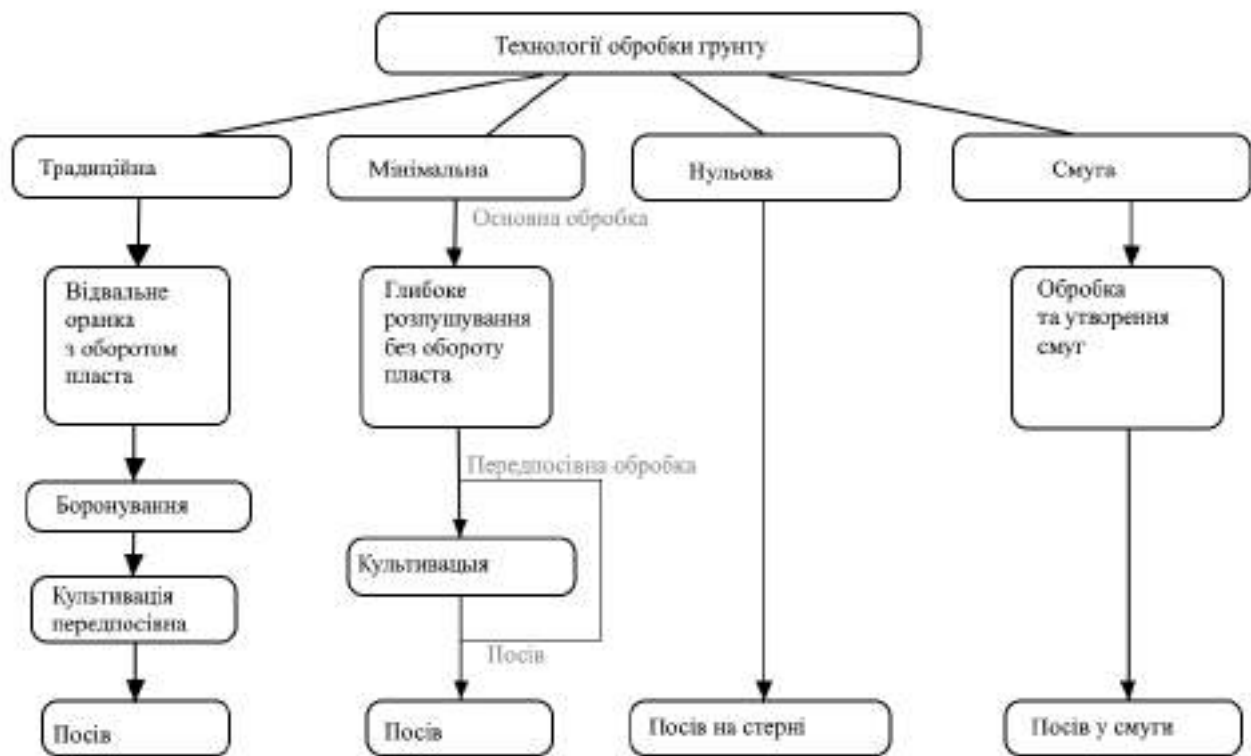 Технології обробки грунту
Традиційна
Мінімальна
Нульова
Смуга
Основна обробка
Відвальне
оранка
з оборотом
пласта
Глибоке
розпушування
без обороту
пласта
Обробка
та утворення
смуг
Передпосівна обробка
Боронування
Культивацыя
Культивація
передпосівна
Посів
Посів
Посів
Посів на стерні
Посів у смуги